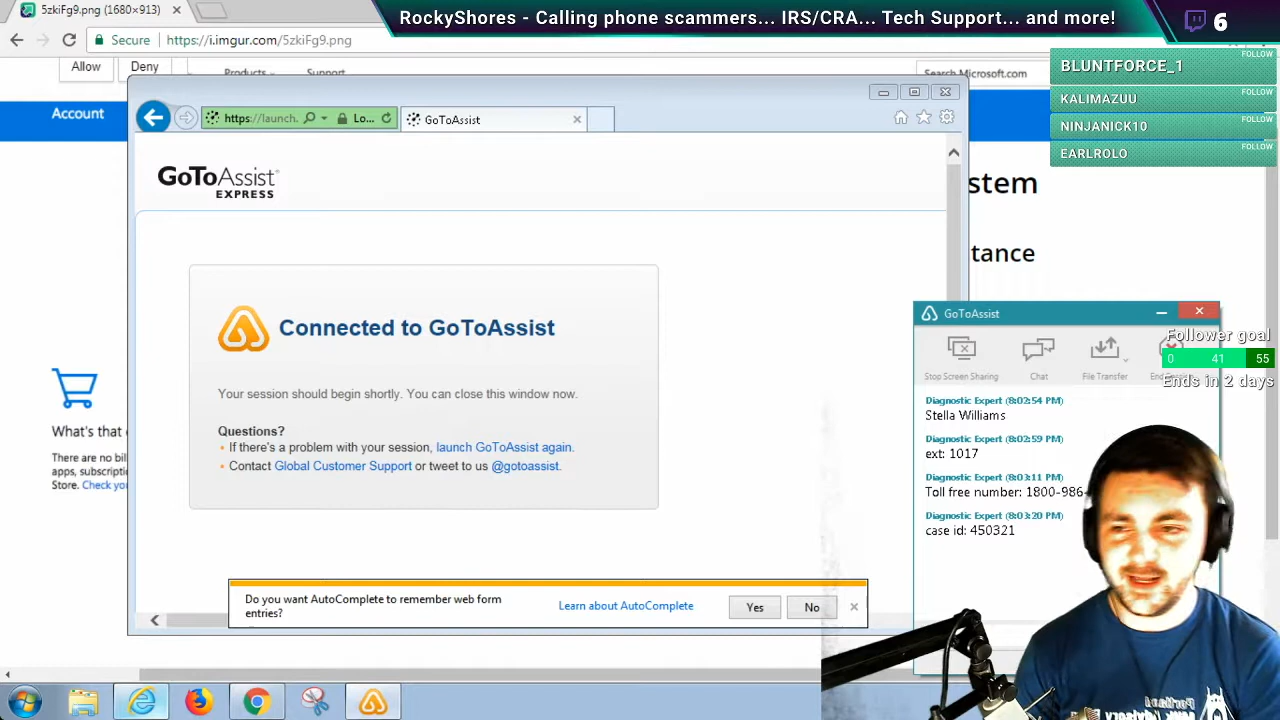 5zkiFg9.png (1680×913)
RockyShores - Calling phone scammers... IRS/CRA... Tech Support... and more!
6
Secure
https://i.imgur.com/5zkiFg9.png
BLUNTFORCE_1
FOLLOW
KALIMAZUU
FOLLOW
NINJANICK10
FOLLOW
EARLROLO
FOLLOW
Allow
Deny
Products
Support
Search Microsoft.com
Account
https://launch.
Lo...
GoToAssist
GoToAssist
EXPRESS
stem
tance
Connected to GoToAssist
Your session should begin shortly. You can close this window now.
Questions?
• If there's a problem with your session, launch GoToAssist again.
• Contact Global Customer Support or tweet to us @gotoassist.
What's that
There are no bil
apps, subscriptio
Store. Check you
Do you want AutoComplete to remember web form
entries?
Learn about AutoComplete
Yes
No
GoToAssist
Follower goal
0
41
55
Ends in 2 days
Stop Screen Sharing
Chat
File Transfer
Diagnostic Expert (8:02:54 PM)
Stella Williams
Diagnostic Expert (8:02:59 PM)
ext: 1017
Diagnostic Expert (8:03:11 PM)
Toll free number: 1800-986-
Diagnostic Expert (8:03:20 PM)
case id: 450321